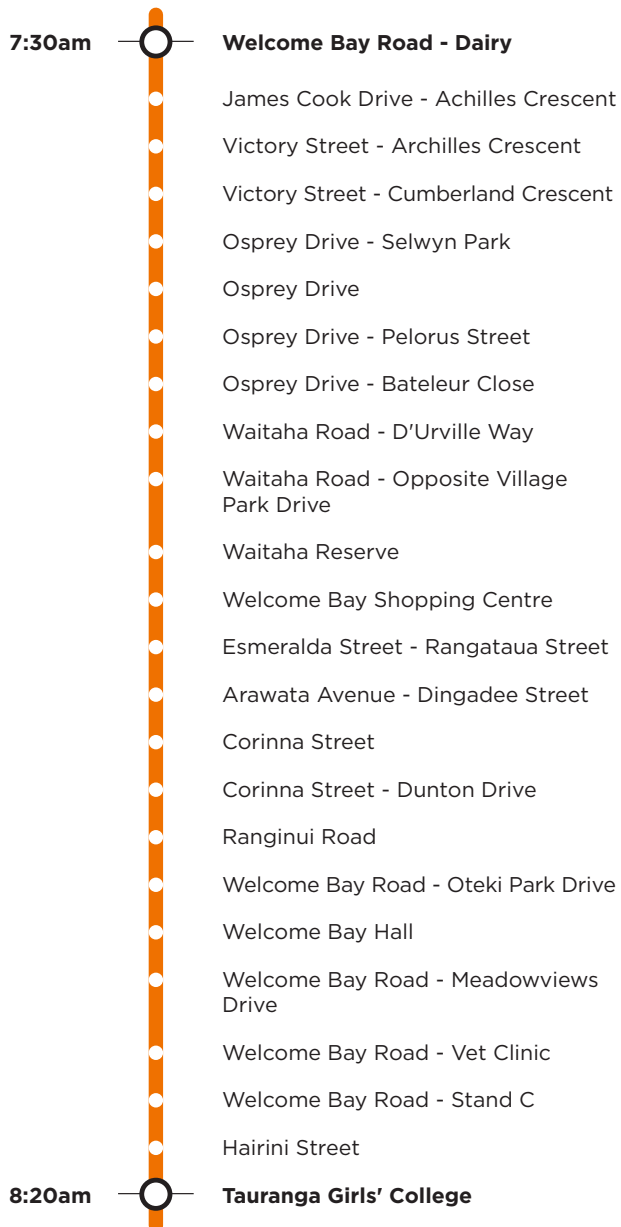 7:30am Welcome Bay Road - Dairy
James Cook Drive - Achilles Crescent
Victory Street - Archilles Crescent
Victory Street - Cumberland Crescent
Osprey Drive - Selwyn Park
Osprey Drive
Osprey Drive - Pelorus Street
Osprey Drive - Bateleur Close
Waitaha Road - D'Urville Way
Waitaha Road - Opposite Village
Park Drive
Waitaha Reserve
Welcome Bay Shopping Centre
Esmeralda Street - Rangataua Street
Arawata Avenue - Dingadee Street
Corinna Street
Corinna Street - Dunton Drive
Ranginui Road
Welcome Bay Road - Oteki Park Drive
Welcome Bay Hall
Welcome Bay Road - Meadowviews
Drive
Welcome Bay Road - Vet Clinic
Welcome Bay Road - Stand C
Hairini Street
8:20am Tauranga Girls' College